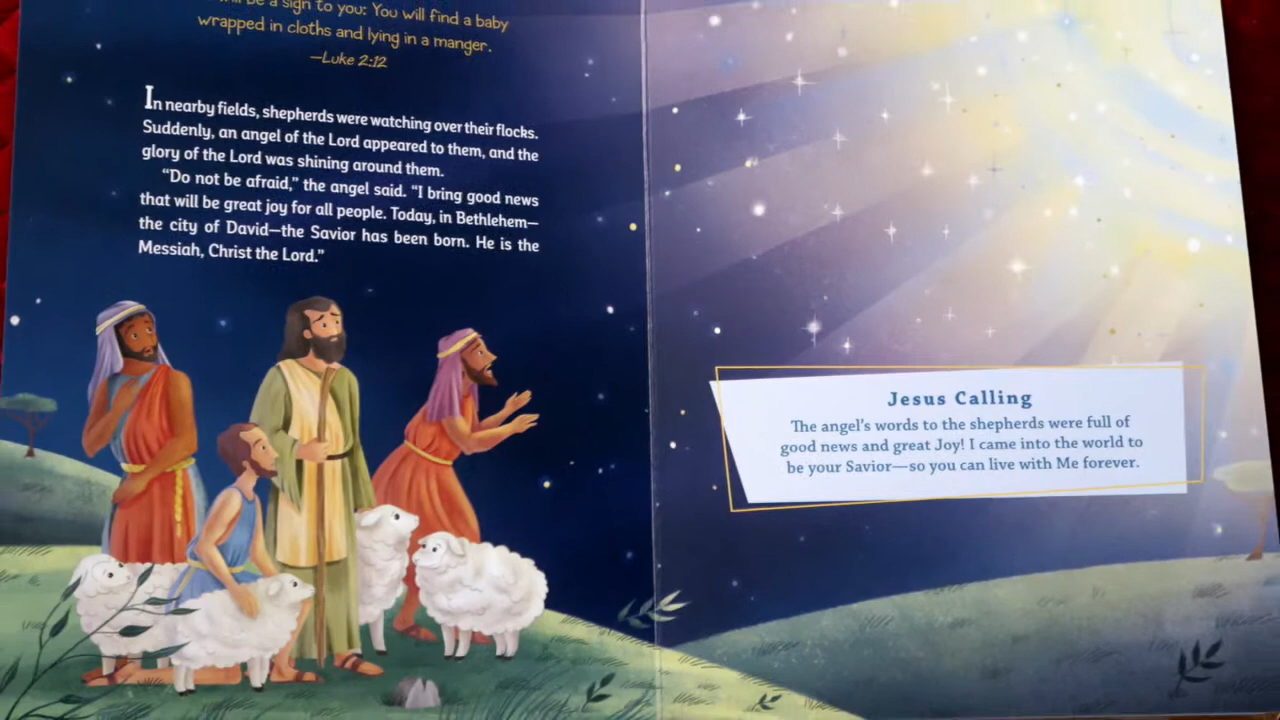 be a sign to you: You will find a baby
wrapped in cloths and lying in a manger.
—Luke 2:12
In nearby fields, shepherds were watching over their flocks.
Suddenly, an angel of the Lord appeared to them, and the
glory of the Lord was shining around them.
“Do not be afraid,” the angel said. “I bring good news
that will be great joy for all people. Today, in Bethlehem—
the city of David—the Savior has been born. He is the
Messiah, Christ the Lord.”
Jesus Calling
The angel’s words to the shepherds were full of
good news and great Joy! I came into the world to
be your Savior—so you can live with Me forever.